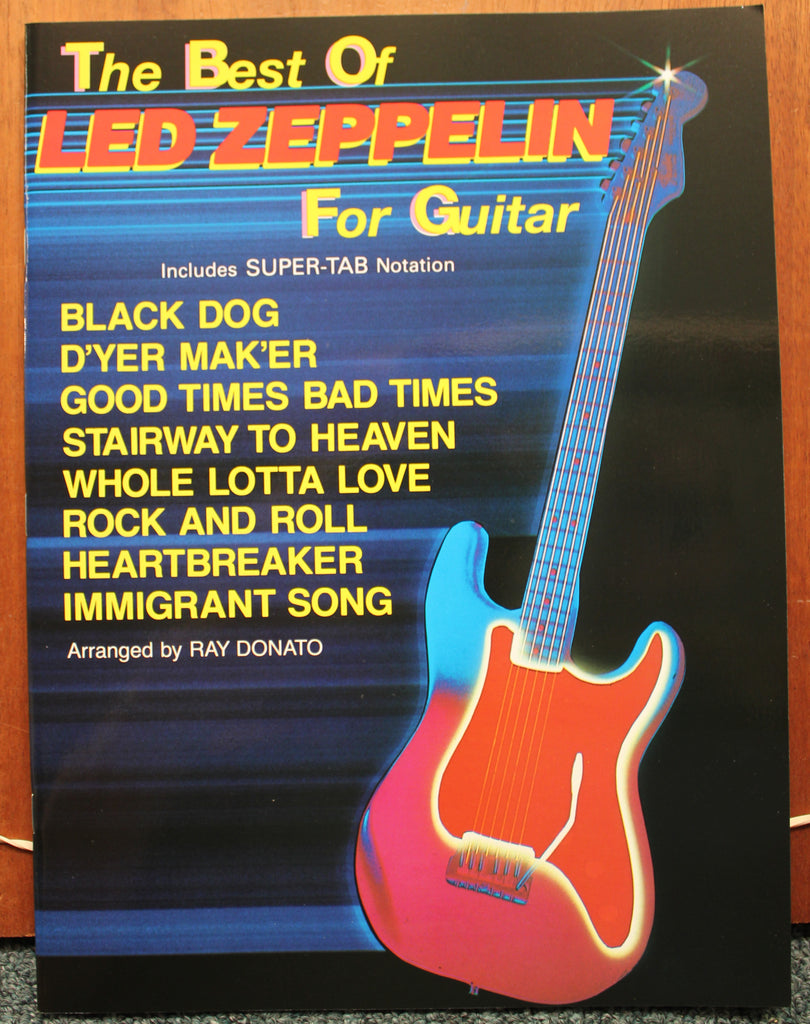 The Best Of
LED ZEPPELIN
For Guitar
Includes SUPER-TAB Notation
BLACK DOG
D'YER MAK'ER
GOOD TIMES BAD TIMES
STAIRWAY TO HEAVEN
WHOLE LOTTA LOVE
ROCK AND ROLL
HEARTBREAKER
IMMIGRANT SONG
Arranged by RAY DONATO